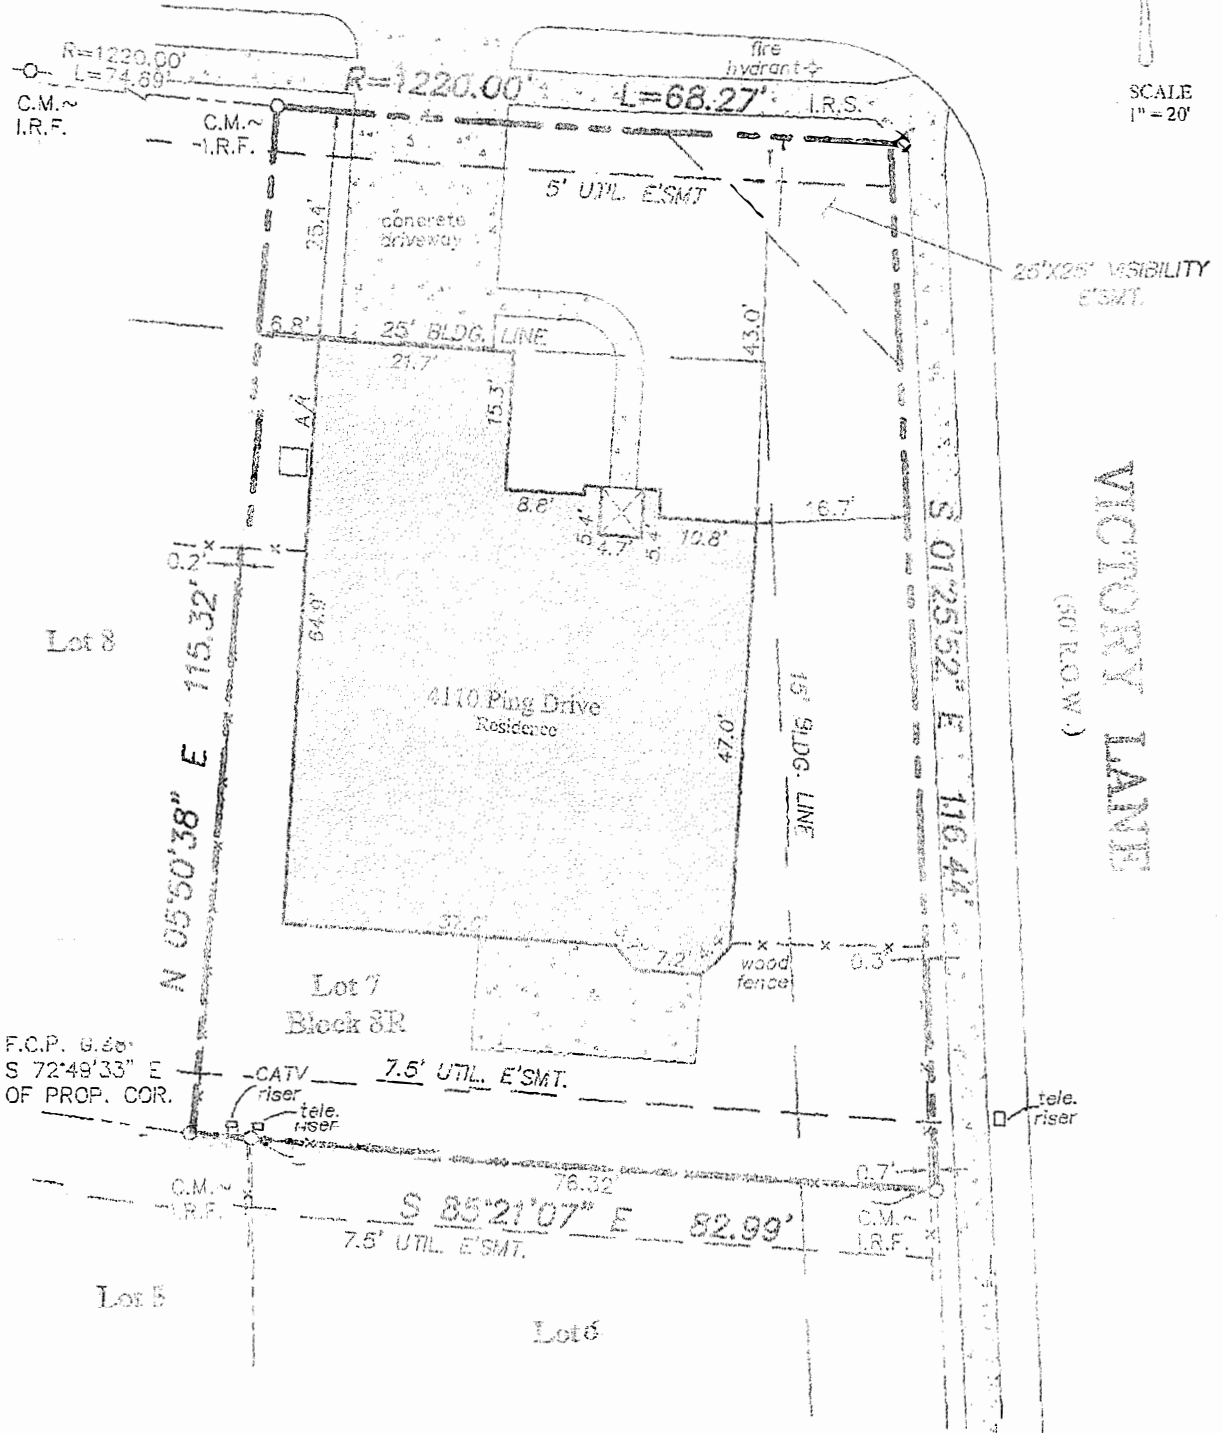 R=1220.00'
L=74.69'
C.M.~
I.R.F.
C.M.~
I.R.F.
R=1220.00'
L=68.27'
I.R.S.
fire
hydrant
SCALE
1" = 20'
5' UTIL. E'SMT
25'X25' VISIBILITY
E'SMT.
concrete
driveway
25.4'
43.0'
6.8'
25' BLDG. LINE
21.7'
15.3'
A/
8.8'
5.4'
4.7'
5.4'
10.8'
16.7'
0.2'
64.9'
Lot 8
N 05°50'38" E 115.32'
4110 Ping Drive
Residence
47.0'
15' BLDG. LINE
S 01°25'52" E 116.44'
VICTORY LANE
(50' R.O.W.)
7.2'
wood
fence
0.3'
Lot 7
Block 8R
F.C.P.
S 72°49'33" E
OF PROP. COR.
CATV
riser
tele.
riser
7.5' UTIL. E'SMT.
tele.
riser
0.7'
76.32'
C.M.~
I.R.F.
S 85°21'07" E 82.99'
C.M.~
I.R.F.
7.5' UTIL. E'SMT.
Lot 5
Lot 6